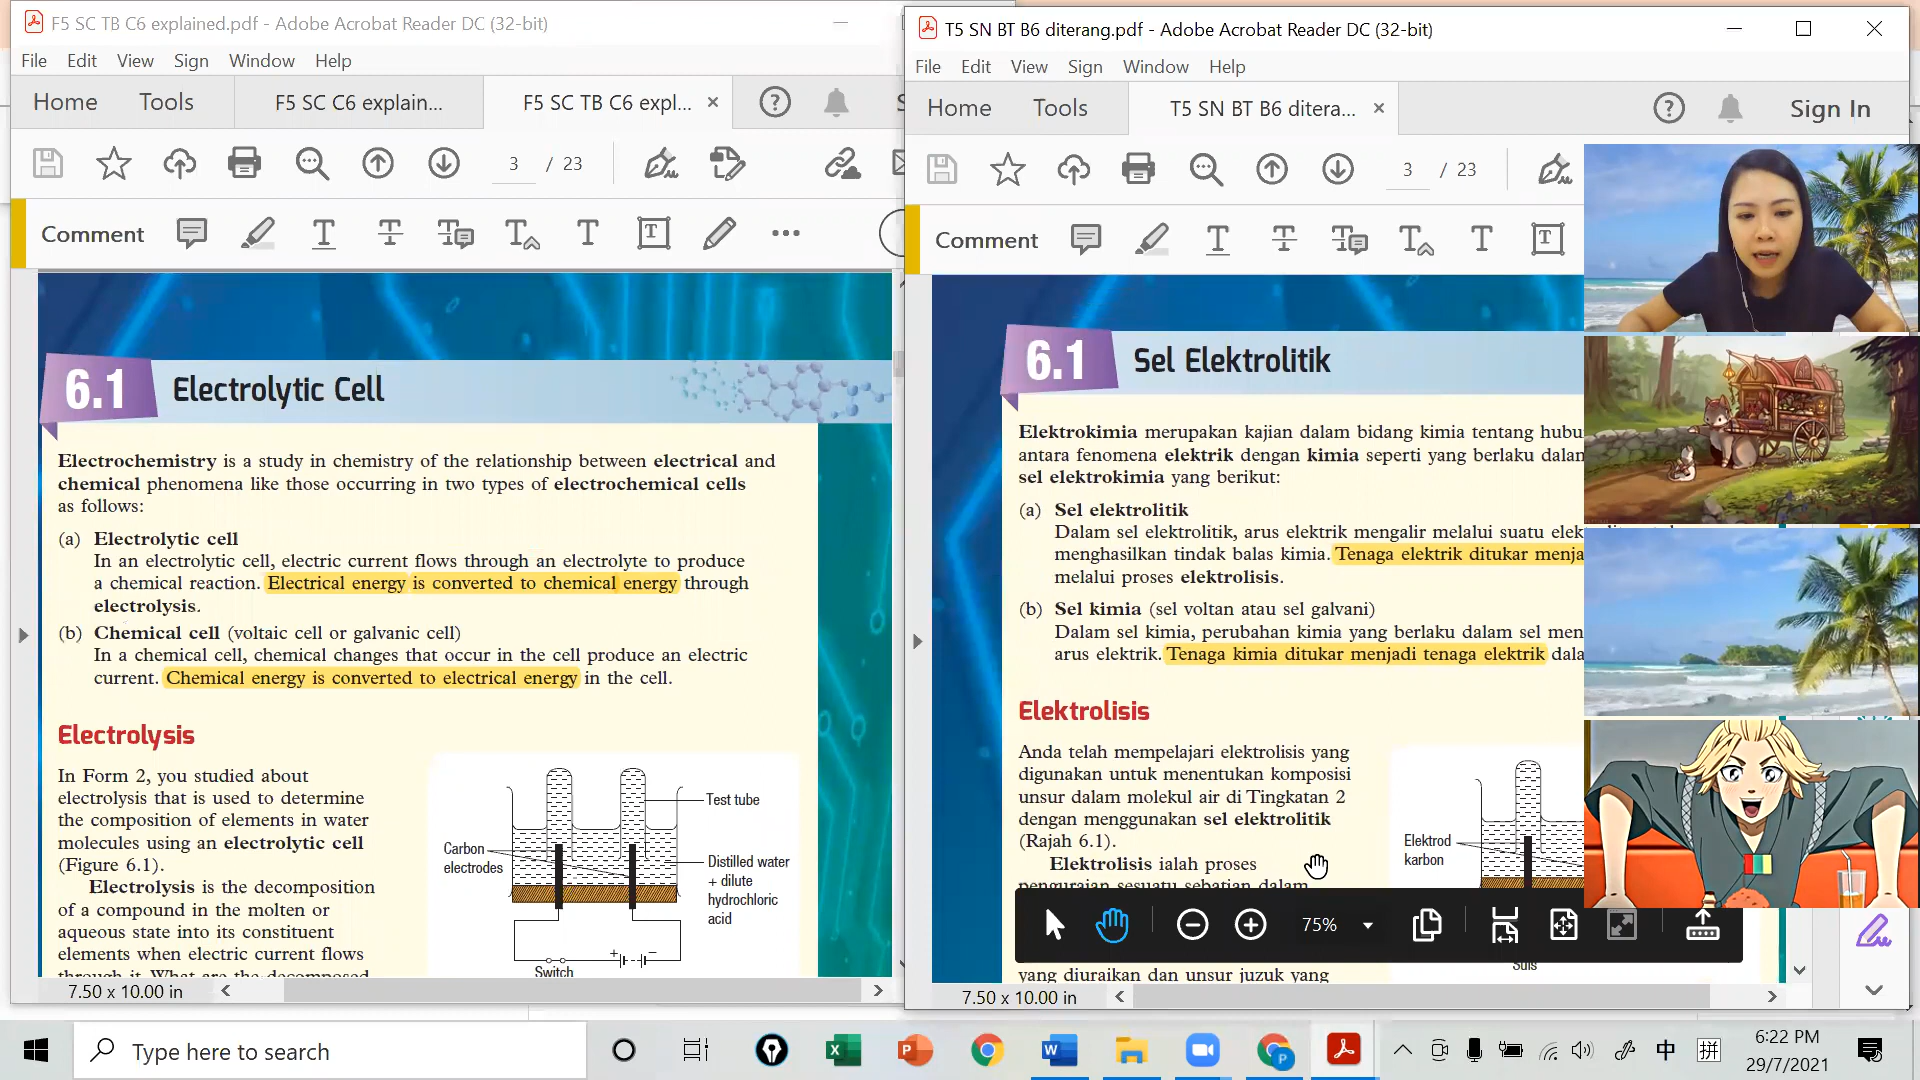 F5 SC TB C6 explained.pdf - Adobe Acrobat Reader DC (32-bit)
File Edit View Sign Window Help
Home Tools F5 SC C6 explain... F5 SC TB C6 expl... ×
3 / 23
Comment
6.1 Electrolytic Cell
Electrochemistry is a study in chemistry of the relationship between electrical and
chemical phenomena like those occurring in two types of electrochemical cells
as follows:
(a) Electrolytic cell
In an electrolytic cell, electric current flows through an electrolyte to produce
a chemical reaction. Electrical energy is converted to chemical energy through
electrolysis.
(b) Chemical cell (voltaic cell or galvanic cell)
In a chemical cell, chemical changes that occur in the cell produce an electric
current. Chemical energy is converted to electrical energy in the cell.
Electrolysis
In Form 2, you studied about
electrolysis that is used to determine
the composition of elements in water
molecules using an electrolytic cell
(Figure 6.1).
Electrolysis is the decomposition
of a compound in the molten or
aqueous state into its constituent
elements when electric current flows
through it. What are the decomposed
Test tube
Carbon
electrodes
Distilled water
+ dilute
hydrochloric
acid
+ −
Switch
7.50 x 10.00 in
T5 SN BT B6 diterang.pdf - Adobe Acrobat Reader DC (32-bit)
File Edit View Sign Window Help
Home Tools T5 SN BT B6 ditera... × Sign In
3 / 23
Comment
6.1 Sel Elektrolitik
Elektrokimia merupakan kajian dalam bidang kimia tentang hubu
antara fenomena elektrik dengan kimia seperti yang berlaku dalam
sel elektrokimia yang berikut:
(a) Sel elektrolitik
Dalam sel elektrolitik, arus elektrik mengalir melalui suatu elek
menghasilkan tindak balas kimia. Tenaga elektrik ditukar menja
melalui proses elektrolisis.
(b) Sel kimia (sel voltan atau sel galvani)
Dalam sel kimia, perubahan kimia yang berlaku dalam sel men
arus elektrik. Tenaga kimia ditukar menjadi tenaga elektrik dala
Elektrolisis
Anda telah mempelajari elektrolisis yang
digunakan untuk menentukan komposisi
unsur dalam molekul air di Tingkatan 2
dengan menggunakan sel elektrolitik
(Rajah 6.1).
Elektrolisis ialah proses
penguraian sesuatu sebatian dalam
yang diuraikan dan unsur juzuk yang
Elektrod
karbon
Suis
75%
7.50 x 10.00 in
Type here to search
中 拼
6:22 PM
29/7/2021